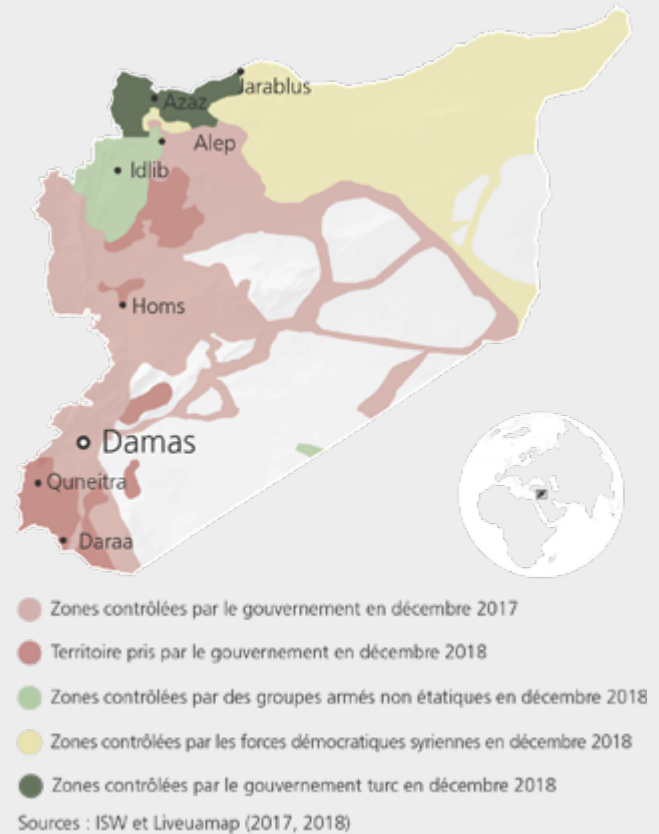 Jarablus
Azaz
Alep
Idlib
Homs
Damas
Quneitra
Daraa
Zones contrôlées par le gouvernement en décembre 2017
Territoire pris par le gouvernement en décembre 2018
Zones contrôlées par des groupes armés non étatiques en décembre 2018
Zones contrôlées par les forces démocratiques syriennes en décembre 2018
Zones contrôlées par le gouvernement turc en décembre 2018
Sources : ISW et Liveuamap (2017, 2018)